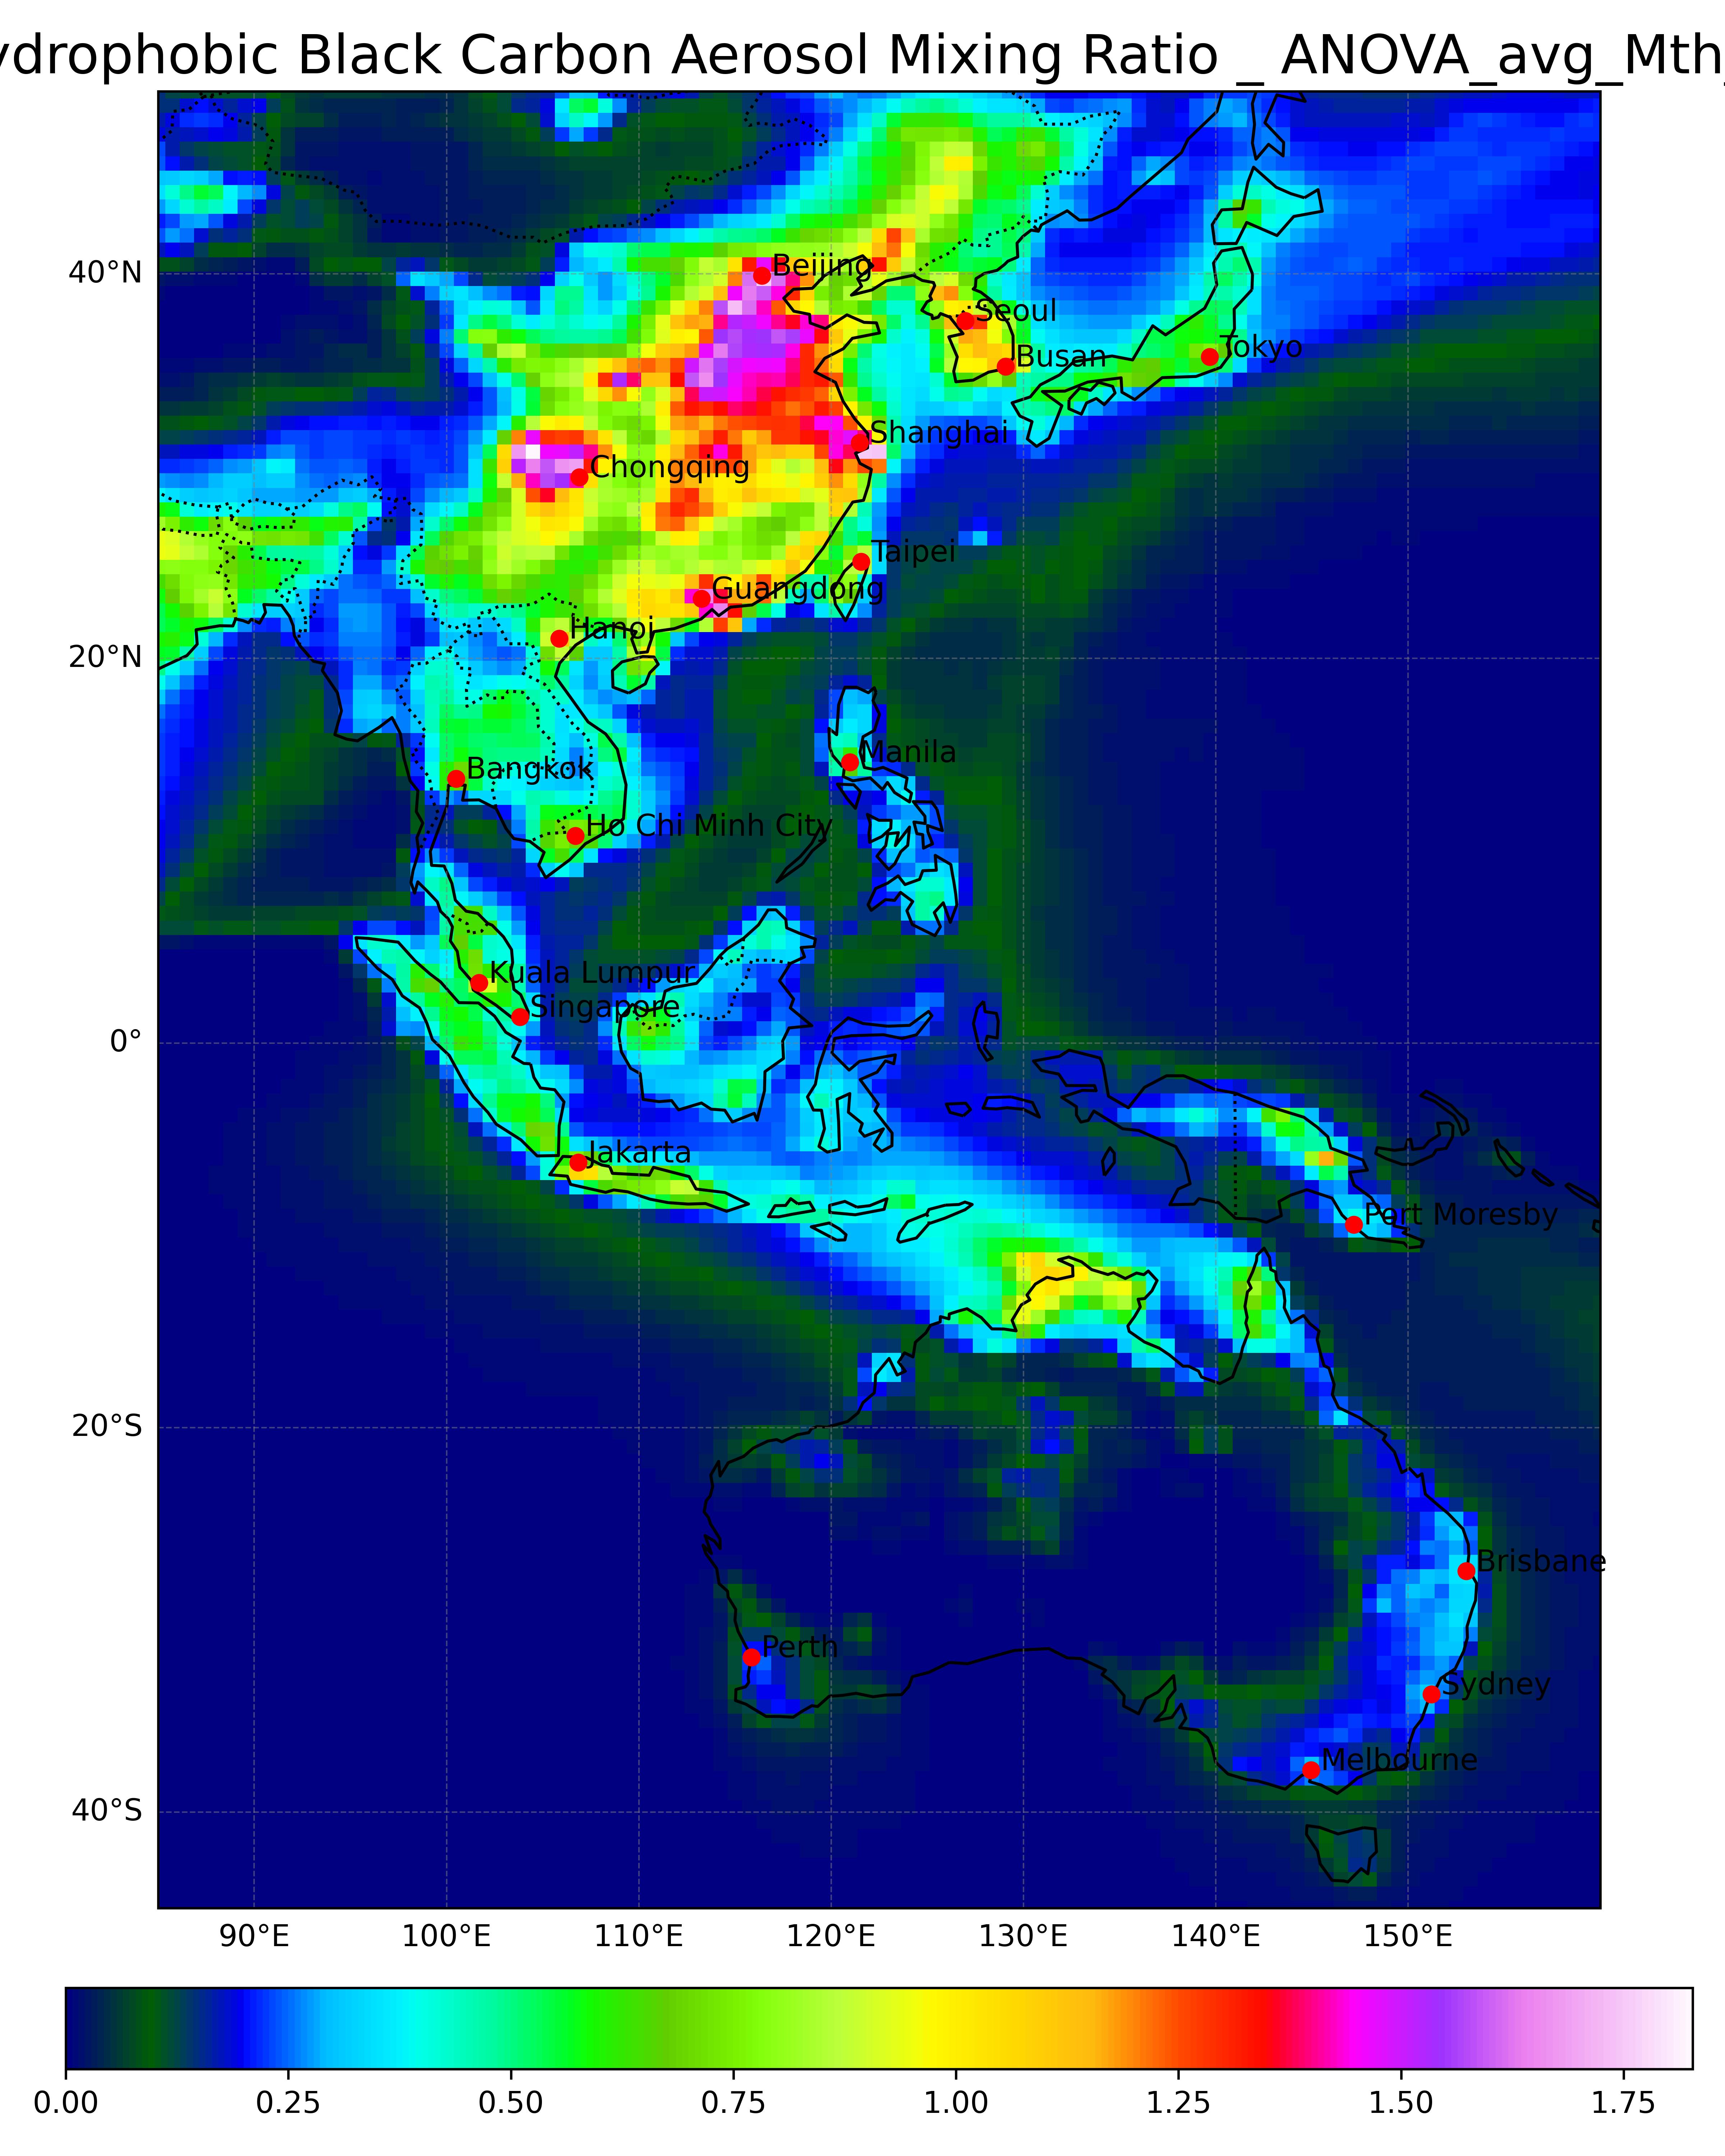 ydrophobic Black Carbon Aerosol Mixing Ratio _ ANOVA_avg_Mth_
40°N
20°N
0°
20°S
40°S
Beijing
Seoul
Busan
Tokyo
Shanghai
Chongqing
Taipei
Guangdong
Hanoi
Manila
Bangkok
Ho Chi Minh City
Kuala Lumpur
Singapore
Jakarta
Port Moresby
Brisbane
Perth
Sydney
Melbourne
90°E 100°E 110°E 120°E 130°E 140°E 150°E
0.00 0.25 0.50 0.75 1.00 1.25 1.50 1.75